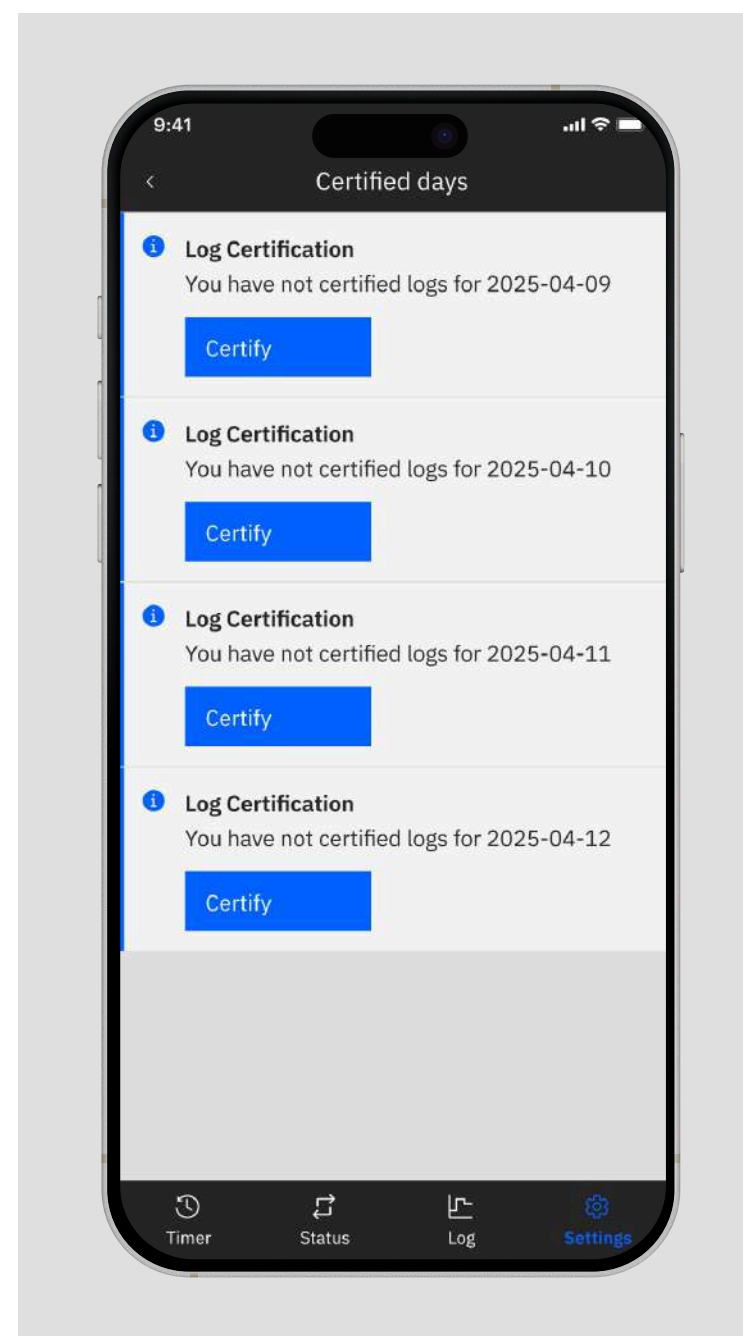 9:41
Certified days
Log Certification
You have not certified logs for 2025-04-09
Certify
Log Certification
You have not certified logs for 2025-04-10
Certify
Log Certification
You have not certified logs for 2025-04-11
Certify
Log Certification
You have not certified logs for 2025-04-12
Certify
Timer Status Log Settings